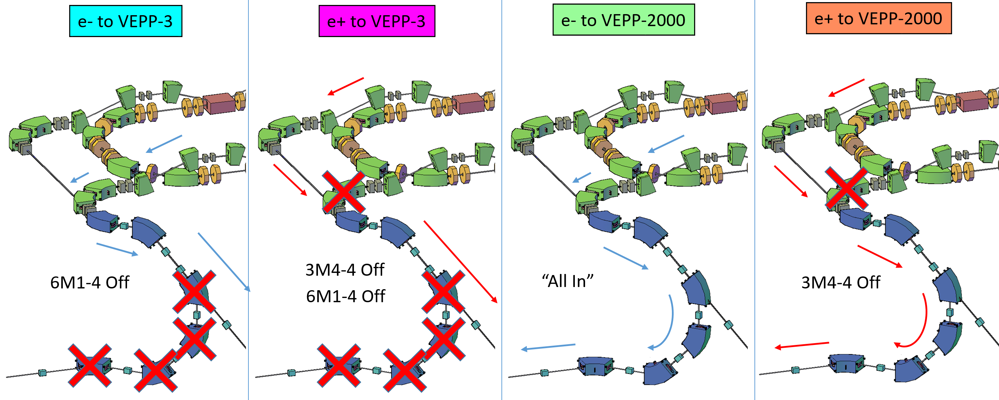 e- to VEPP-3
e+ to VEPP-3
e- to VEPP-2000
e+ to VEPP-2000
6M1-4 Off
3M4-4 Off
6M1-4 Off
“All In”
3M4-4 Off